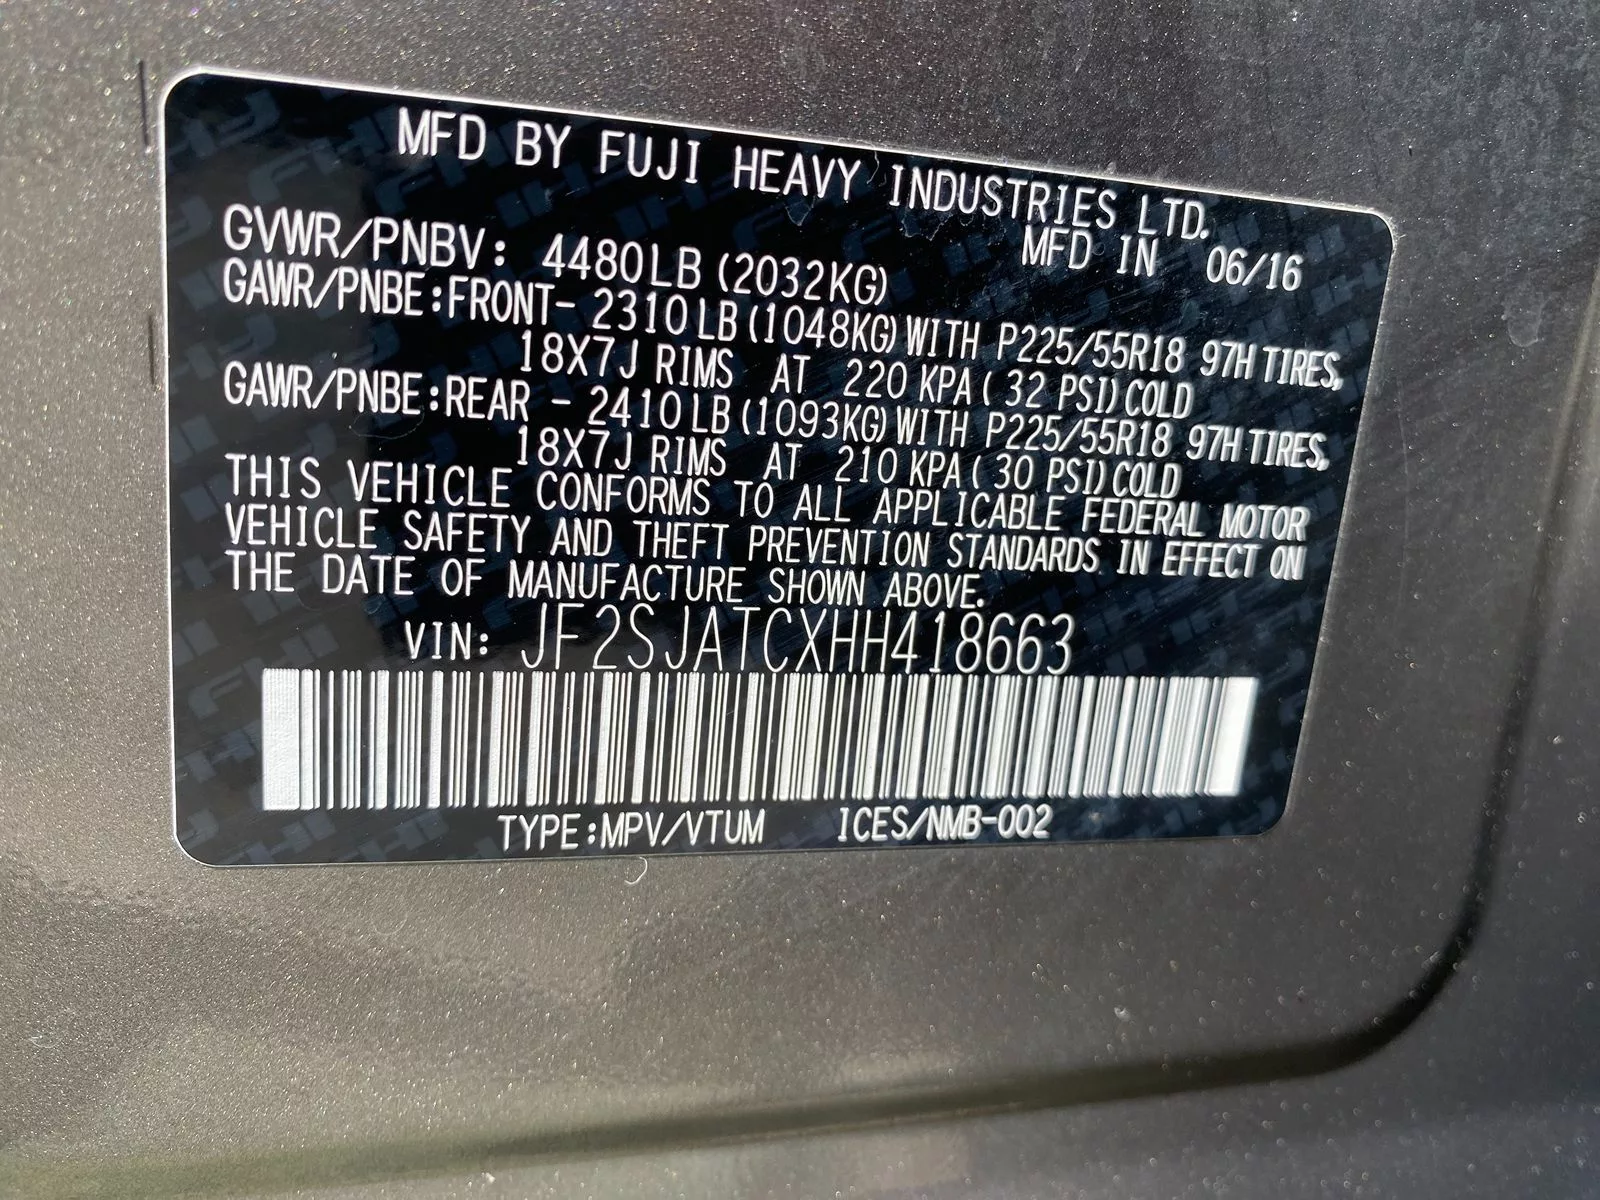 MFD BY FUJI HEAVY INDUSTRIES LTD.
MFD IN 06/16
GVWR/PNBV: 4480LB (2032KG)
GAWR/PNBE:FRONT- 2310LB(1048KG)WITH P225/55R18 97H TIRES,
18X7J RIMS AT 220 KPA( 32 PSI)COLD
GAWR/PNBE:REAR - 2410LB(1093KG)WITH P225/55R18 97H TIRES,
18X7J RIMS AT 210 KPA( 30 PSI)COLD
THIS VEHICLE CONFORMS TO ALL APPLICABLE FEDERAL MOTOR
VEHICLE SAFETY AND THEFT PREVENTION STANDARDS IN EFFECT ON
THE DATE OF MANUFACTURE SHOWN ABOVE.
VIN: JF2SJATCXHH418663
TYPE:MPV/VTUM ICES/NMB-002